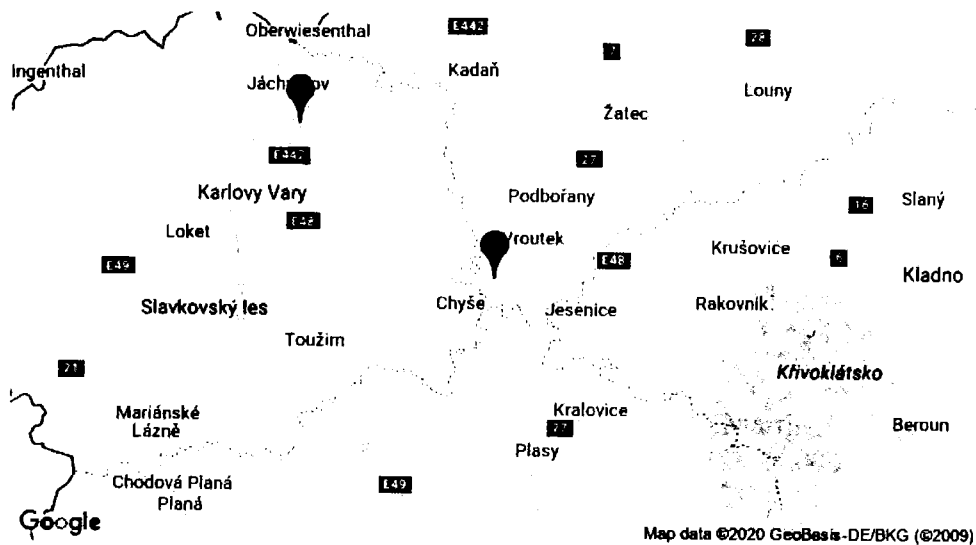 Oberwiesenthal
E442
7
28
Ingenthal
Kadaň
Louny
Žatec
27
Karlovy Vary
Podbořany
16
Slaný
E48
Loket
Vroutek
Krušovice
6
E49
E48
Kladno
Slavkovský les
Chyše
Jesenice
Rakovník
Toužim
21
Křivoklátsko
Mariánské
Lázně
Kralovice
27
Beroun
Plasy
Chodová Planá
Planá
E49
Google
Map data ©2020 GeoBasis-DE/BKG (©2009)